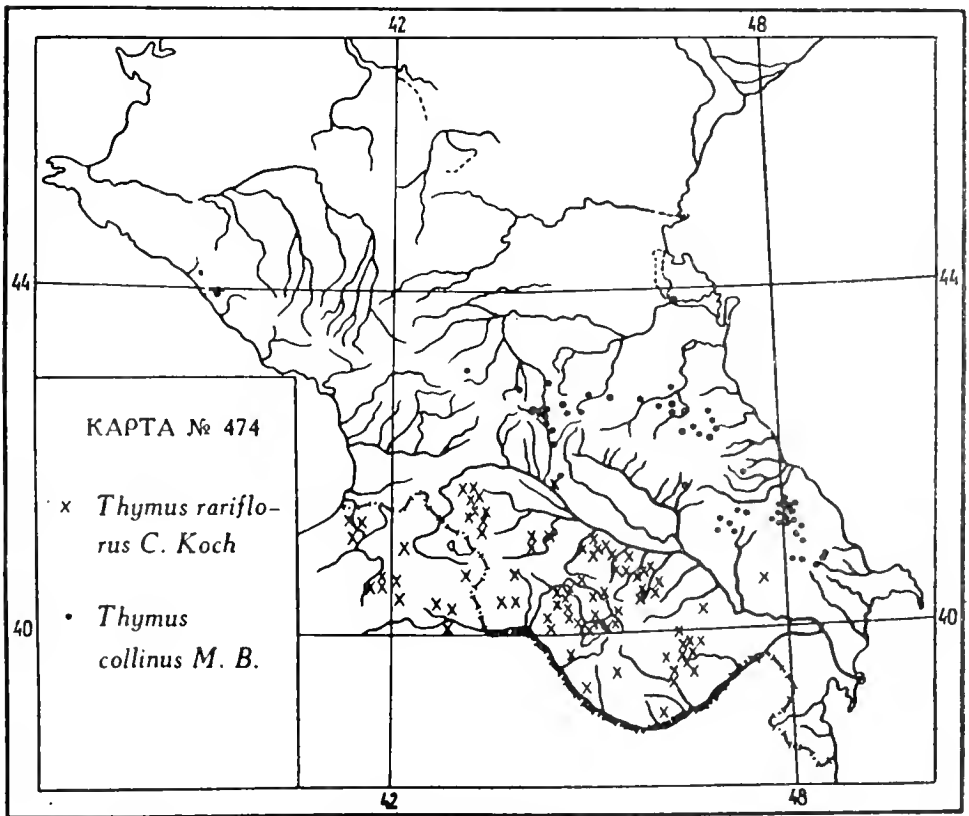 42
48
44
44
КАРТА № 474
x Thymus rariflo-
rus C. Koch
• Thymus
collinus M. B.
40
40
42
48